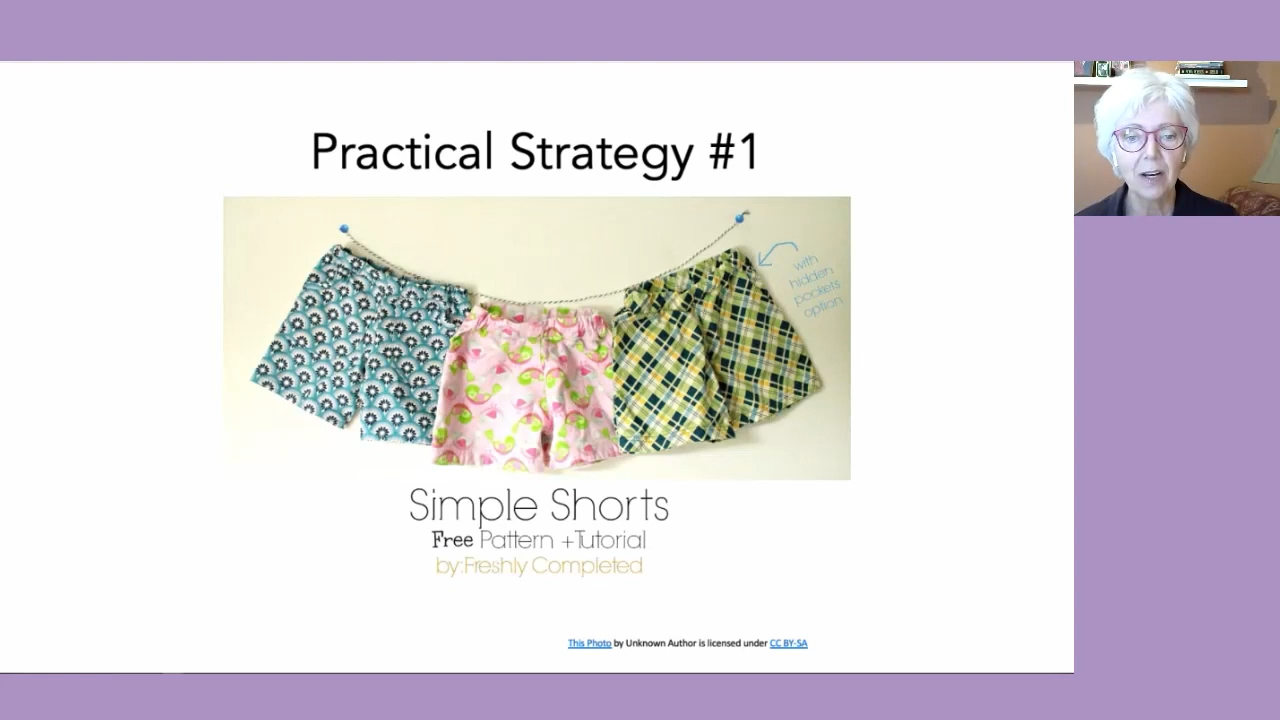 Practical Strategy #1
with
hidden
pockets
option
Simple Shorts
Free Pattern +Tutorial
by:Freshly Completed
This Photo by Unknown Author is licensed under CC BY-SA